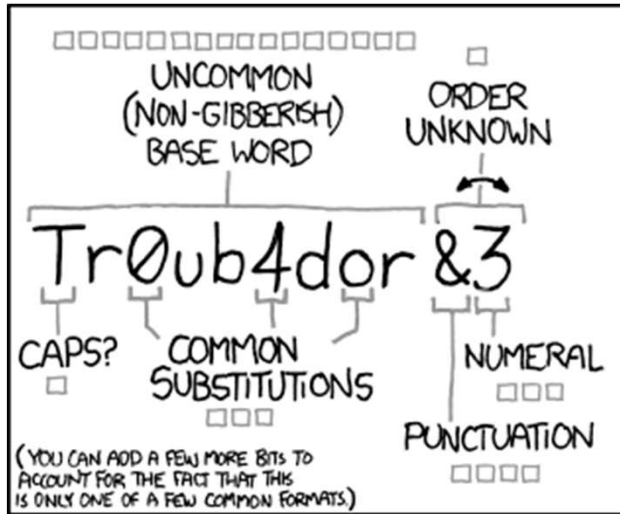 UNCOMMON
(NON-GIBBERISH)
BASE WORD
ORDER
UNKNOWN
Tr0ub4dor &3
CAPS?
COMMON
SUBSTITUTIONS
NUMERAL
PUNCTUATION
(YOU CAN ADD A FEW MORE BITS TO
ACCOUNT FOR THE FACT THAT THIS
IS ONLY ONE OF A FEW COMMON FORMATS.)